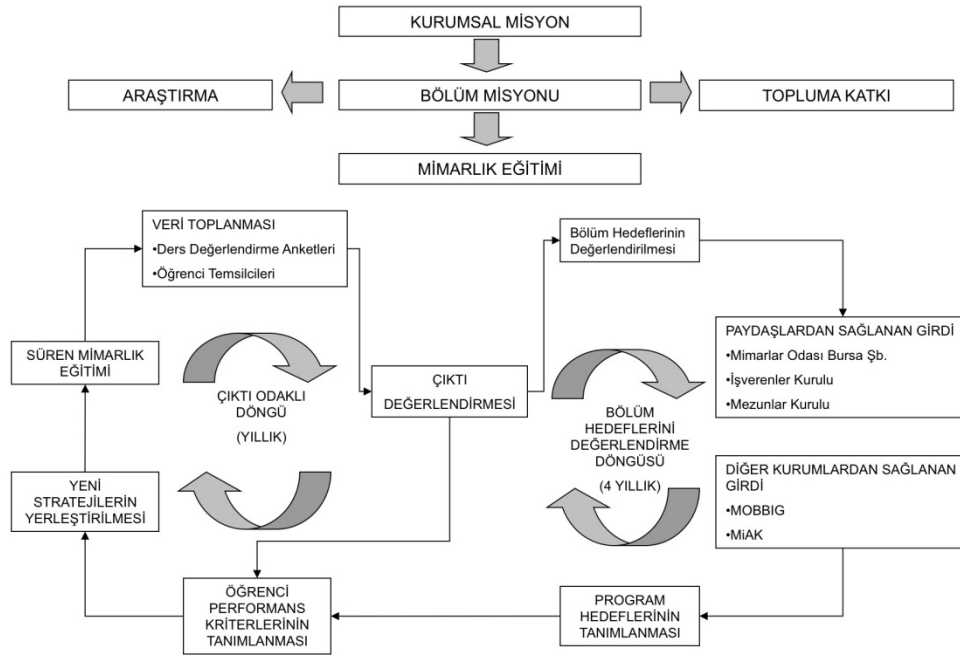 KURUMSAL MİSYON
ARAŞTIRMA
BÖLÜM MİSYONU
TOPLUMA KATKI
MİMARLIK EĞİTİMİ
VERİ TOPLANMASI
•Ders Değerlendirme Anketleri
•Öğrenci Temsilcileri
Bölüm Hedeflerinin
Değerlendirilmesi
SÜREN MİMARLIK
EĞİTİMİ
ÇIKTI ODAKLI
DÖNGÜ
(YILLIK)
ÇIKTI
DEĞERLENDİRMESİ
BÖLÜM
HEDEFLERİNİ
DEĞERLENDİRME
DÖNGÜSÜ
(4 YILLIK)
PAYDAŞLARDAN SAĞLANAN GİRDİ
•Mimarlar Odası Bursa Şb.
•İşverenler Kurulu
•Mezunlar Kurulu
YENİ
STRATEJİLERİN
YERLEŞTİRİLMESİ
DİĞER KURUMLARDAN SAĞLANAN
GİRDİ
•MOBBIG
•MiAK
ÖĞRENCİ
PERFORMANS
KRİTERLERİNİN
TANIMLANMASI
PROGRAM
HEDEFLERİNİN
TANIMLANMASI